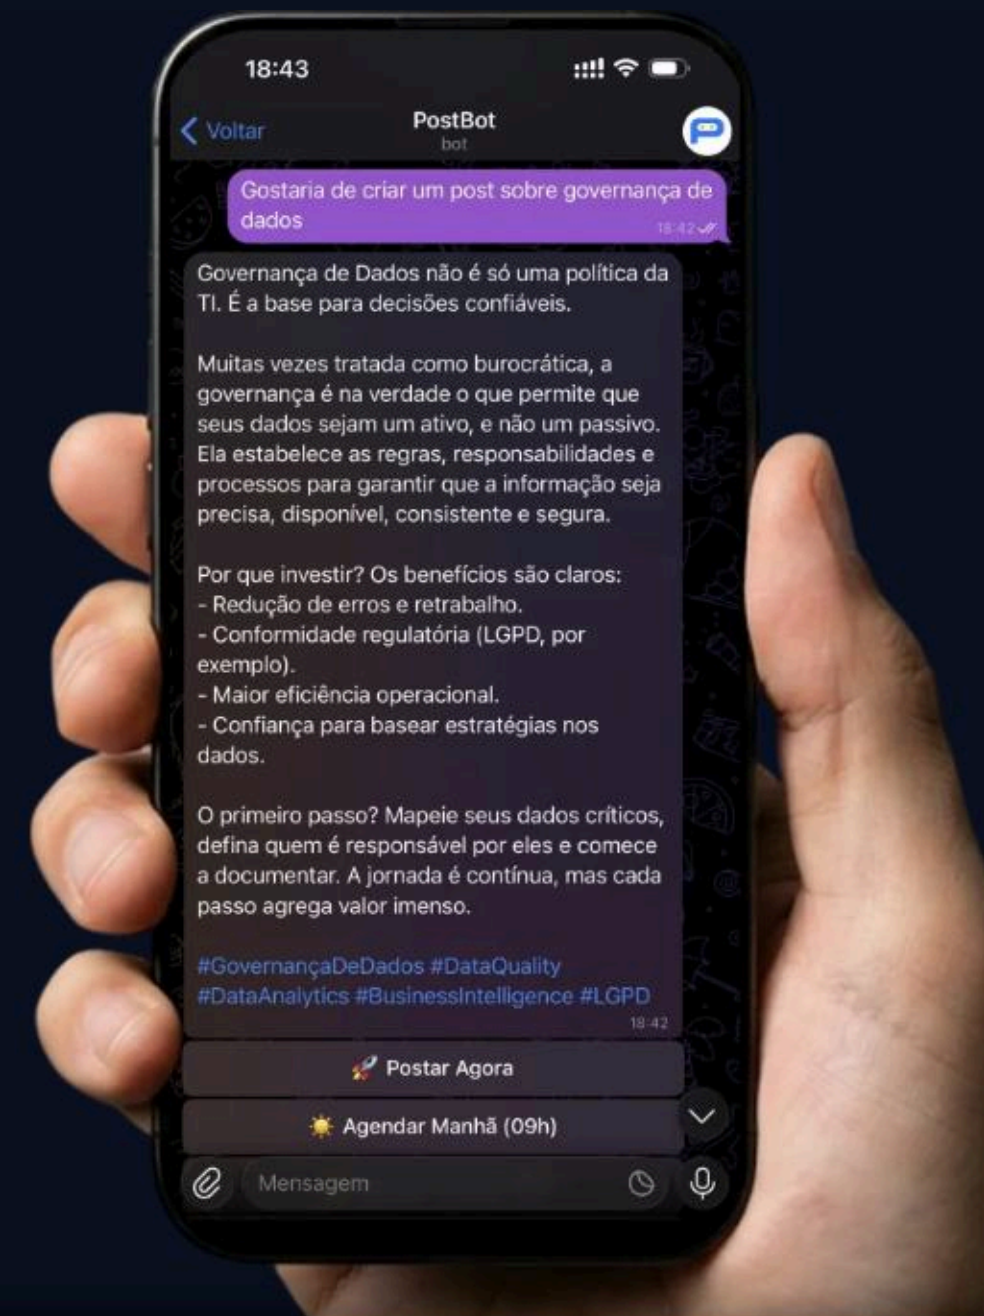 18:43
Voltar
PostBot
bot
Gostaria de criar um post sobre governança de
dados
18:42
Governança de Dados não é só uma política da
TI. É a base para decisões confiáveis.
Muitas vezes tratada como burocrática, a
governança é na verdade o que permite que
seus dados sejam um ativo, e não um passivo.
Ela estabelece as regras, responsabilidades e
processos para garantir que a informação seja
precisa, disponível, consistente e segura.
Por que investir? Os benefícios são claros:
- Redução de erros e retrabalho.
- Conformidade regulatória (LGPD, por
exemplo).
- Maior eficiência operacional.
- Confiança para basear estratégias nos
dados.
O primeiro passo? Mapeie seus dados críticos,
defina quem é responsável por eles e comece
a documentar. A jornada é contínua, mas cada
passo agrega valor imenso.
#GovernançaDeDados #DataQuality
#DataAnalytics #BusinessIntelligence #LGPD
18:42
🚀 Postar Agora
☀️ Agendar Manhã (09h)
Mensagem